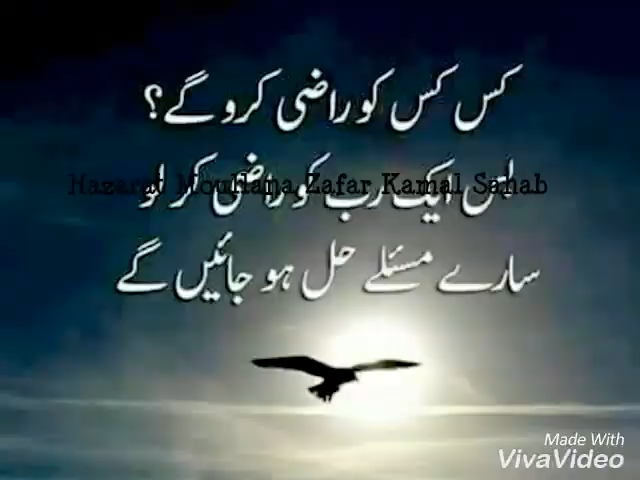 کس کس کو راضی کرو گے؟
بس ایک رب کو راضی کر لو
Hazarat Moullana Zafar Kamal Sahab
سارے مسئلے حل ہو جائیں گے
Made With
VivaVideo